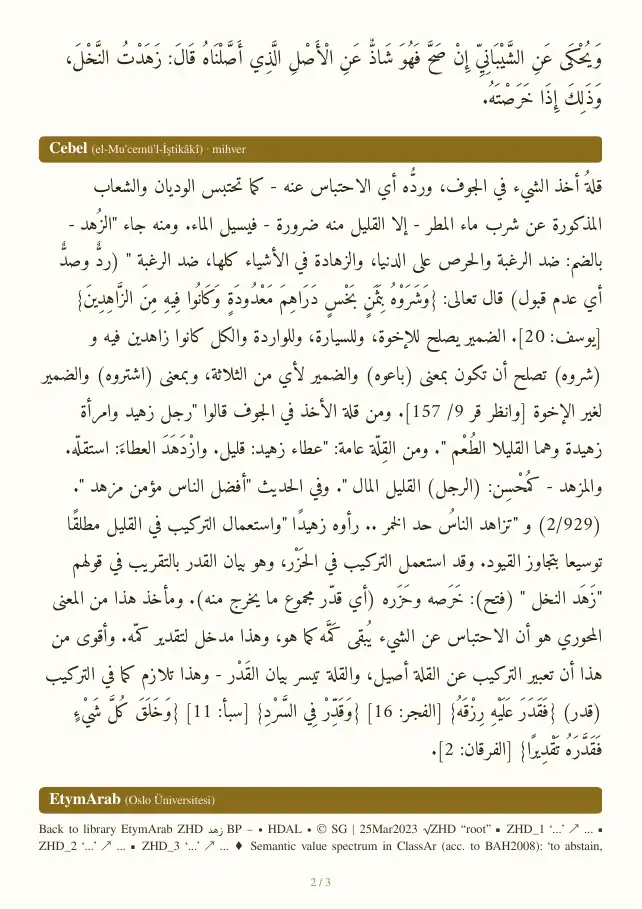 وَيُحْكَى عَنِ الشَّيْبَانِيِّ إِنْ صَحَّ فَهُوَ شَاذٌّ عَنِ الْأَصْلِ الَّذِي أَصَّلْنَاهُ قَالَ: زَهَدْتُ النَّخْلَ،
وَذَلِكَ إِذَا خَرَصْتَهُ.
Cebel (el-Mu'cemü'l-İştikâkî) · mihver
قلةُ أخذ الشيء في الجوف، وردُّه أي الاحتباس عنه - كما تحتبس الوديان والشعاب
المذكورة عن شرب ماء المطر - إلا القليل منه ضرورة - فيسيل الماء. ومنه جاء "الزُهد -
بالضم: ضد الرغبة والحرص على الدنيا، والزهادة في الأشياء كلها، ضد الرغبة " (ردٌّ وصدٌّ
أي عدم قبول) قال تعالى: {وَشَرَوْهُ بِثَمَنٍ بَخْسٍ دَرَاهِمَ مَعْدُودَةٍ وَكَانُوا فِيهِ مِنَ الزَّاهِدِينَ}
[يوسف: 20]. الضمير يصلح للإخوة، وللسيارة، وللواردة والكل كانوا زاهدين فيه و
(شروه) تصلح أن تكون بمعنى (باعوه) والضمير لأي من الثلاثة، وبمعنى (اشتروه) والضمير
لغير الإخوة [وانظر قر 9/ 157]. ومن قلة الأخذ في الجوف قالوا "رجل زهيد وامرأة
زهيدة وهما القليلا الطُعْم ". ومن القِلّة عامة: "عطاء زهيد: قليل. وازْدَهَدَ العطاءَ: استقلّه.
والمزهد - كمُحْسِن: (الرجل) القليل المال ". وفي الحديث "أفضل الناس مؤمن مزهد ".
(2/929) و "تزاهد الناسُ حد الخمر .. رأوه زهيدًا "واستعمال التركيب في القليل مطلقًا
توسيعا بتجاوز القيود. وقد استعمل التركيب في الحَزْر، وهو بيان القدر بالتقريب في قولهم
"زَهَد النخل " (فتح): خَرَصه وحَزَره (أي قدّر مجموع ما يخرج منه). ومأخذ هذا من المعنى
المحوري هو أن الاحتباس عن الشيء يُبقى كَمَّه كما هو، وهذا مدخل لتقدير كمّه. وأقوى من
هذا أن تعبير التركيب عن القلة أصيل، والقلة تيسر بيان القَدْر - وهذا تلازم كما في التركيب
(قدر) {فَقَدَرَ عَلَيْهِ رِزْقَهُ} [الفجر: 16] {وَقَدِّرْ فِي السَّرْدِ} [سبأ: 11] {وَخَلَقَ كُلَّ شَيْءٍ
فَقَدَّرَهُ تَقْدِيرًا} [الفرقان: 2].
EtymArab (Oslo Üniversitesi)
Back to library EtymArab ZHD زهد BP – • HDAL • © SG | 25Mar2023 √ZHD “root” ▪ ZHD_1 ‘...’ ↗ ... ▪
ZHD_2 ‘...’ ↗ ... ▪ ZHD_3 ‘...’ ↗ ... ♦ Semantic value spectrum in ClassAr (acc. to BAH2008): ‘to abstain,
2 / 3